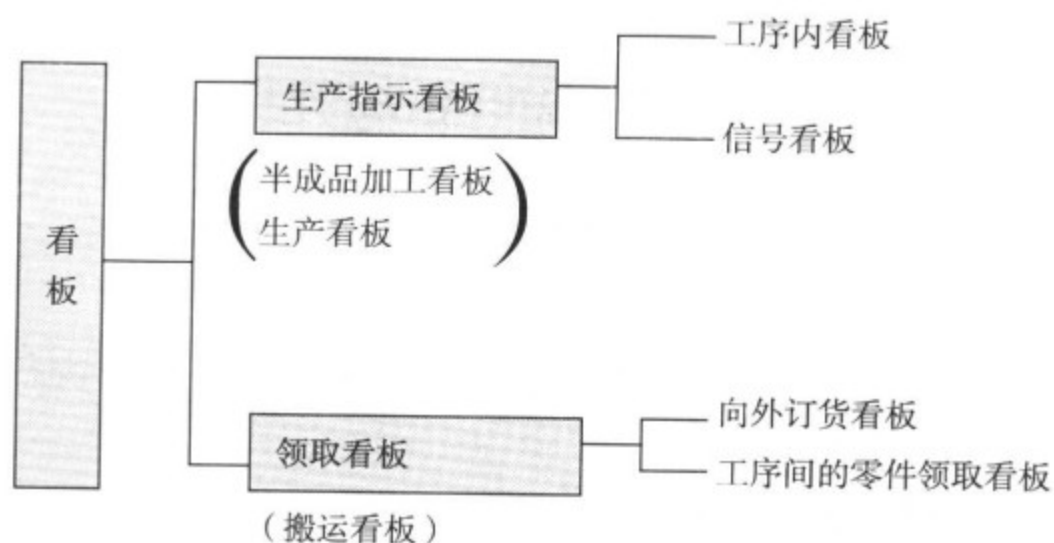 看板
生产指示看板
半成品加工看板
生产看板
工序内看板
信号看板
领取看板
（搬运看板）
向外订货看板
工序间的零件领取看板